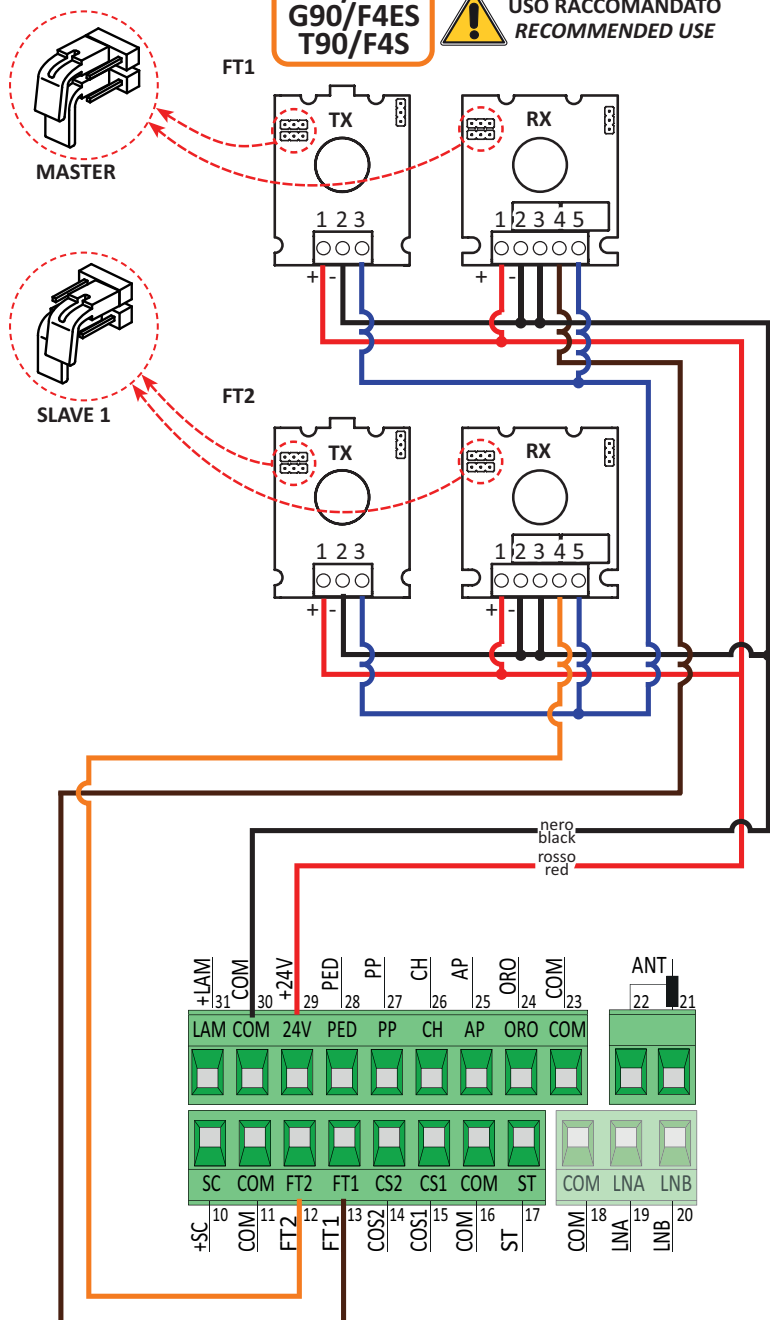 G90/F4ES
T90/F4S
USO RACCOMANDATO
RECOMMENDED USE
MASTER
FT1
TX
RX
1 2 3
1 2 3 4 5
+ -
+ -
SLAVE 1
FT2
TX
RX
1 2 3
1 2 3 4 5
+ -
+ -
nero
black
rosso
red
+LAM COM +24V PED PP CH AP ORO COM ANT
31 30 29 28 27 26 25 24 23 22 21
LAM COM 24V PED PP CH AP ORO COM
SC COM FT2 FT1 CS2 CS1 COM ST COM LNA LNB
10 11 12 13 14 15 16 17 18 19 20
+SC COM FT2 FT1 COS2 COS1 COM ST COM LNA LNB